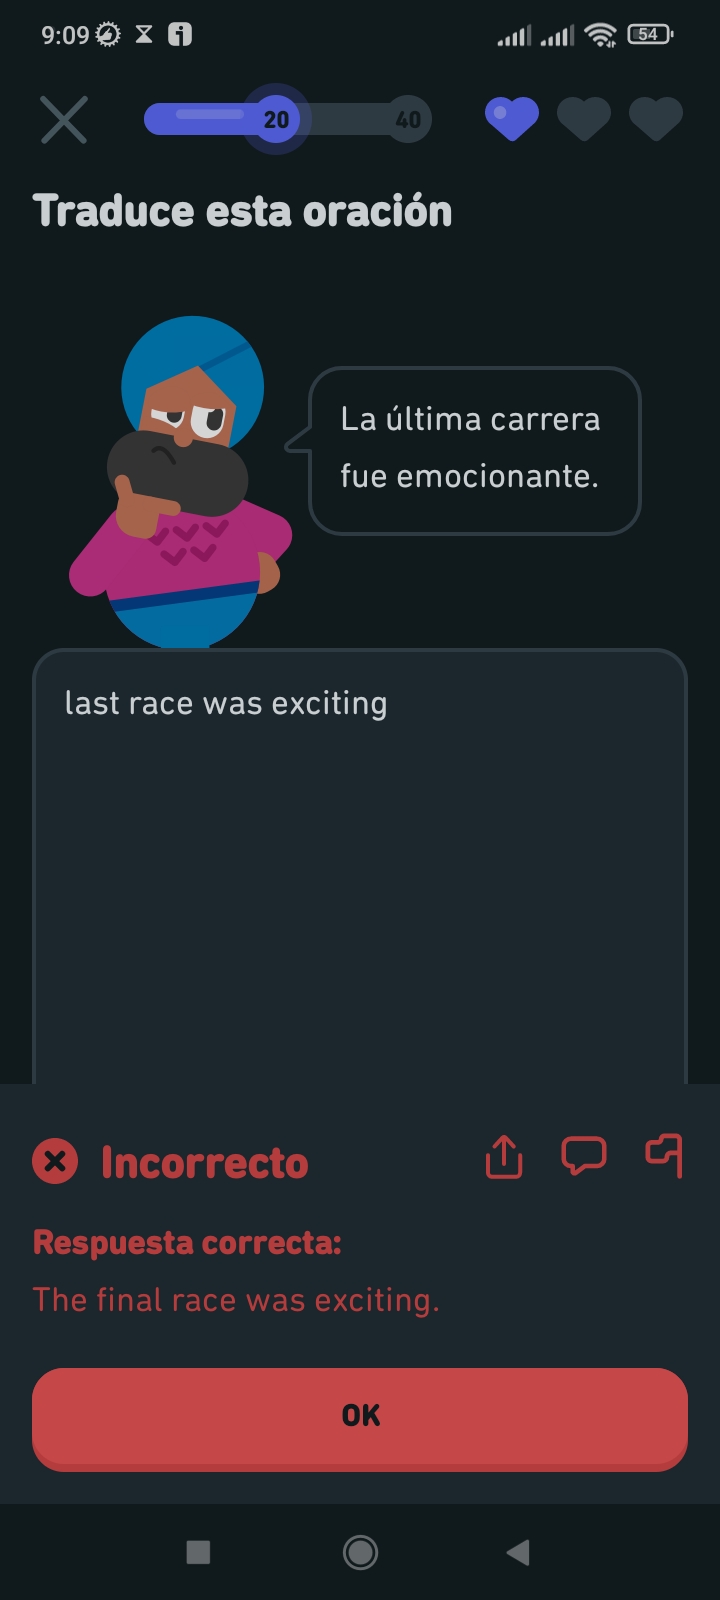 9:09
54
20
40
Traduce esta oración
La última carrera
fue emocionante.
last race was exciting
Incorrecto
Respuesta correcta:
The final race was exciting.
OK